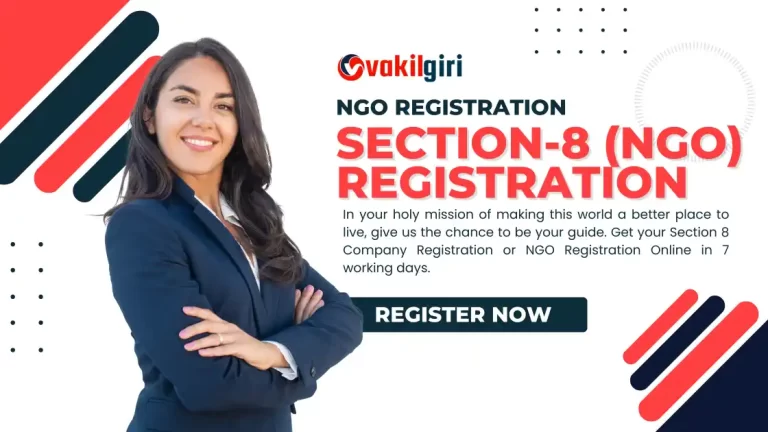 vakilgiri
NGO REGISTRATION
SECTION-8 (NGO)
REGISTRATION
In your holy mission of making this world a better place to
live, give us the chance to be your guide. Get your Section 8
Company Registration or NGO Registration Online in 7
working days.
REGISTER NOW